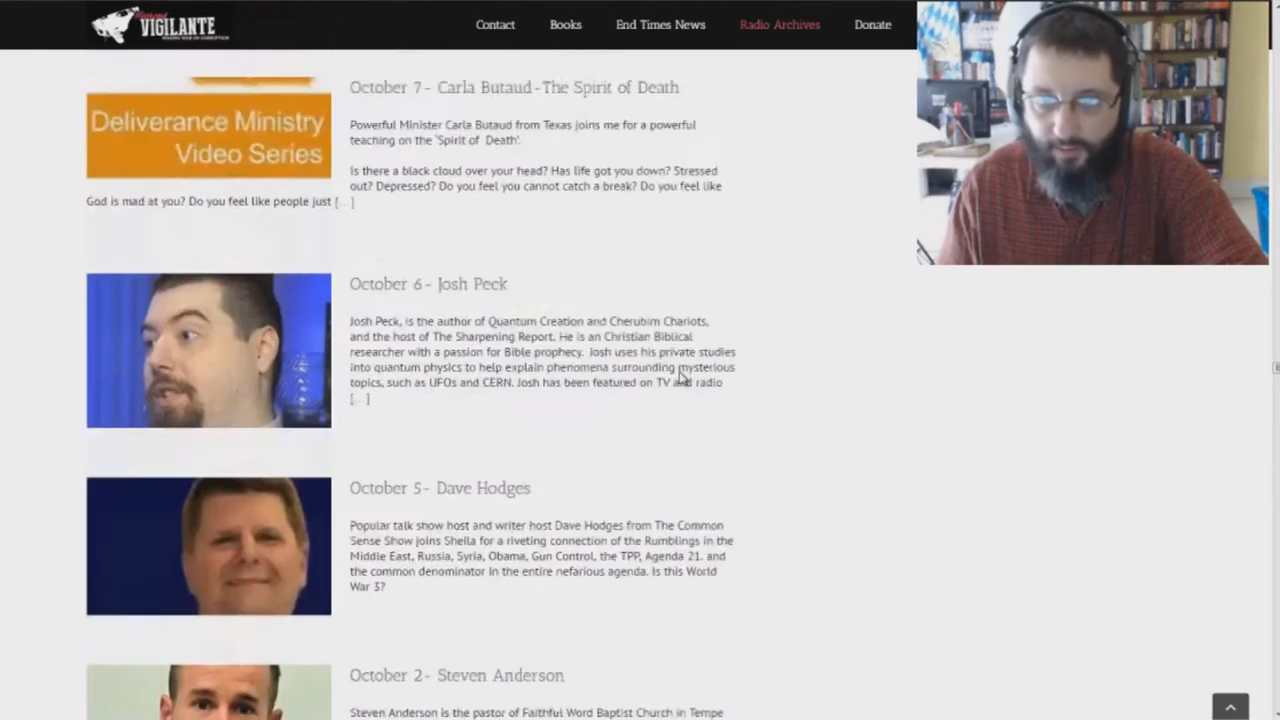 Weekend
VIGILANTE
Contact
Books
End Times News
Radio Archives
Donate
October 7- Carla Butaud-The Spirit of Death
Deliverance Ministry
Video Series
Powerful Minister Carla Butaud from Texas joins me for a powerful
teaching on the 'Spirit of Death'.
Is there a black cloud over your head? Has life got you down? Stressed
out? Depressed? Do you feel you cannot catch a break? Do you feel like
God is mad at you? Do you feel like people just [...]
October 6- Josh Peck
Josh Peck, is the author of Quantum Creation and Cherubim Chariots,
and the host of The Sharpening Report. He is an Christian Biblical
researcher with a passion for Bible prophecy. Josh uses his private studies
into quantum physics to help explain phenomena surrounding mysterious
topics, such as UFOs and CERN. Josh has been featured on TV and radio
[...]
October 5- Dave Hodges
Popular talk show host and writer host Dave Hodges from The Common
Sense Show joins Sheila for a riveting connection of the Rumblings in the
Middle East, Russia, Syria, Obama, Gun Control, the TPP, Agenda 21. and
the common denominator in the entire nefarious agenda. Is this World
War 3?
October 2- Steven Anderson
Steven Anderson is the pastor of Faithful Word Baptist Church in Tempe